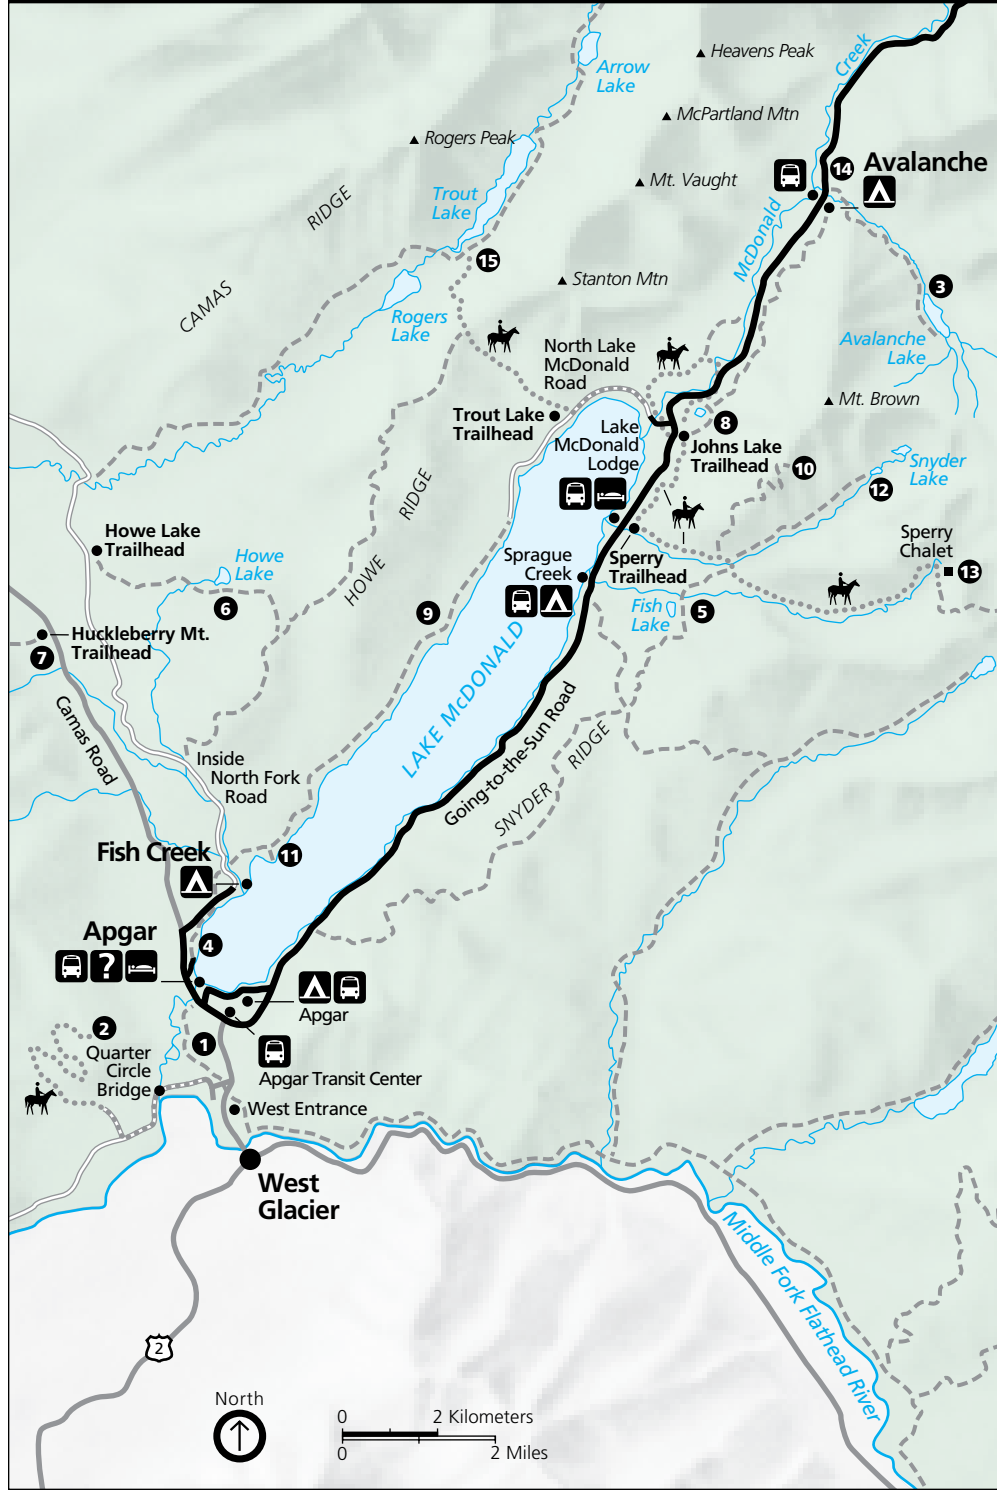 Heavens Peak
Creek
Arrow
Lake
McPartland Mtn
Rogers Peak
14
Avalanche
Mt. Vaught
Trout
Lake
RIDGE
McDonald
15
Stanton Mtn
3
CAMAS
Rogers
Lake
Avalanche
Lake
North Lake
McDonald
Road
Mt. Brown
Trout Lake
Trailhead
Lake
McDonald
Lodge
8
Johns Lake
Trailhead
10
Snyder
Lake
12
RIDGE
Howe Lake
Trailhead
Howe
Lake
HOWE
Sprague
Creek
Sperry
Trailhead
Sperry
Chalet
13
6
9
Fish
Lake
5
Huckleberry Mt.
Trailhead
7
LAKE McDONALD
Camas Road
Going-to-the-Sun Road
RIDGE
SNYDER
Inside
North Fork
Road
Fish Creek
11
Apgar
4
?
Apgar
2
1
Quarter
Circle
Bridge
Apgar Transit Center
West Entrance
West
Glacier
Middle Fork Flathead River
2
North
0
2 Kilometers
0
2 Miles